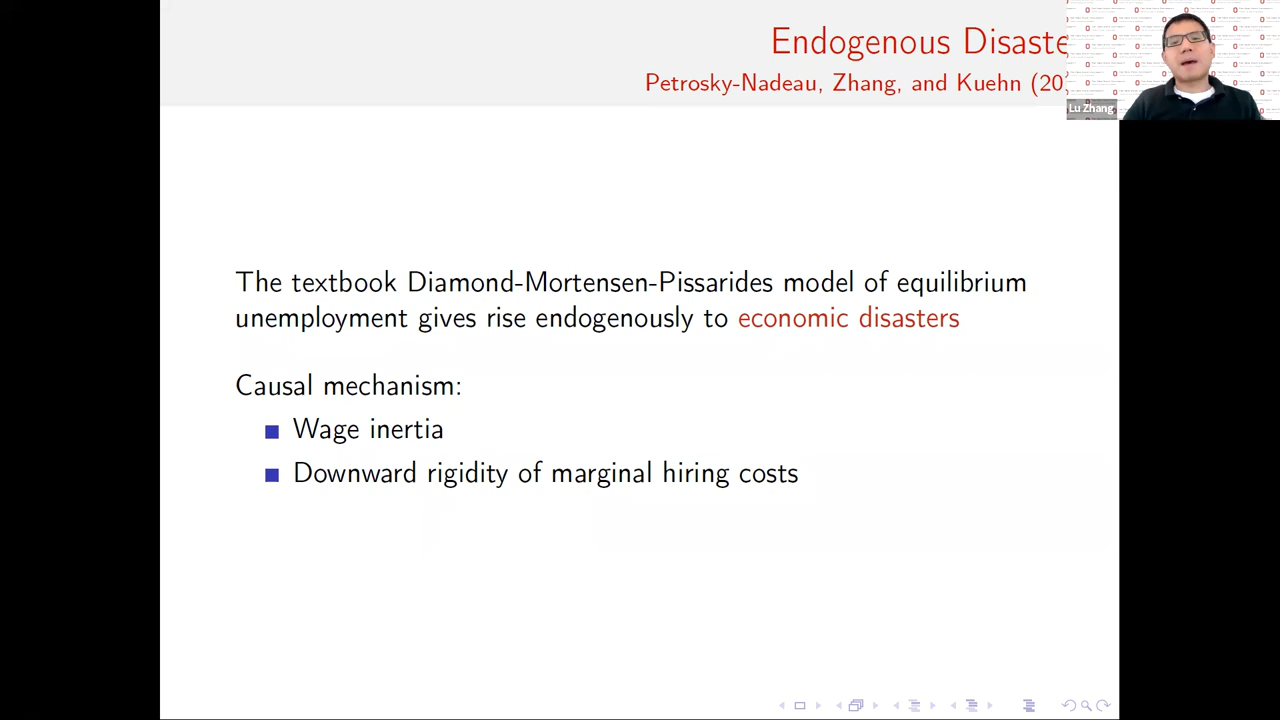 Endogenous Disaste
Petrosky-Nadeau, Zhang, and Kuehn (20
Lu Zhang
The textbook Diamond-Mortensen-Pissarides model of equilibrium
unemployment gives rise endogenously to economic disasters
Causal mechanism:
Wage inertia
Downward rigidity of marginal hiring costs